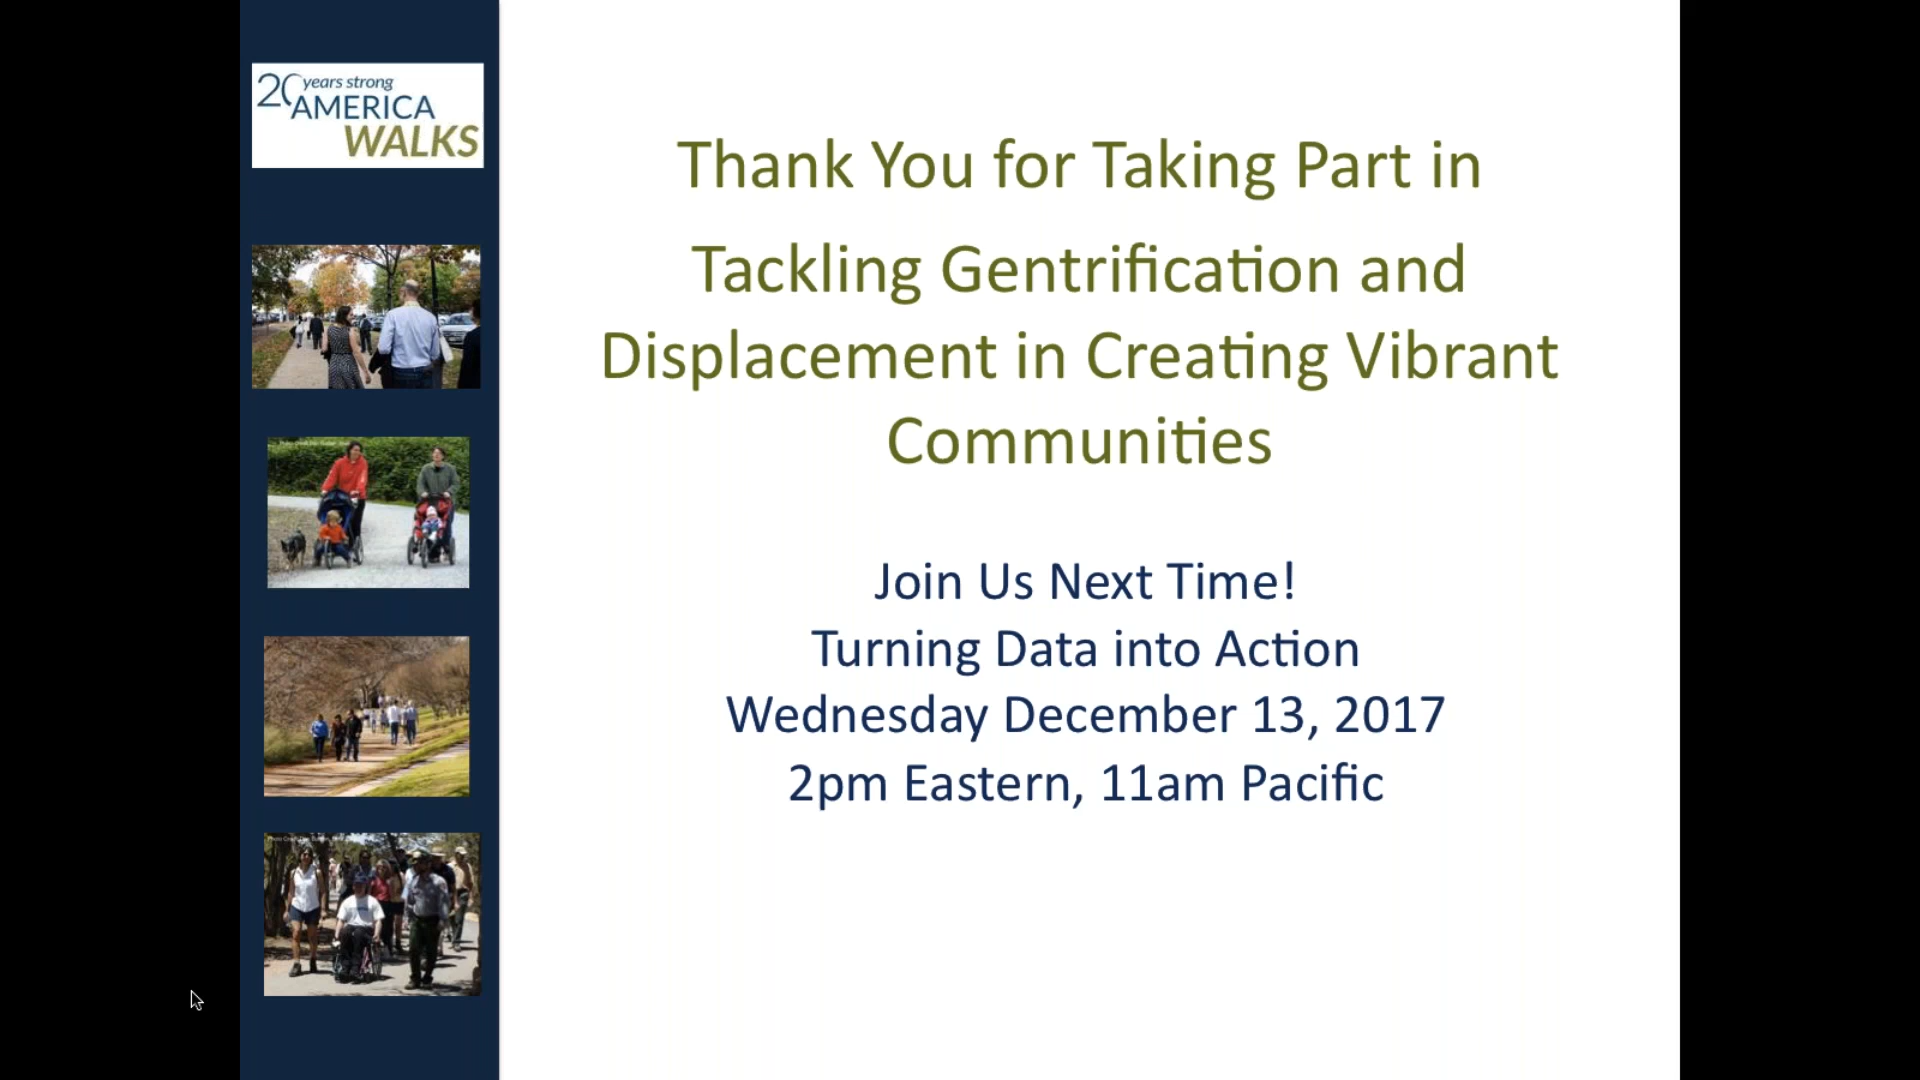 20 years strong
AMERICA
WALKS
Thank You for Taking Part in
Tackling Gentrification and
Displacement in Creating Vibrant
Communities
Join Us Next Time!
Turning Data into Action
Wednesday December 13, 2017
2pm Eastern, 11am Pacific